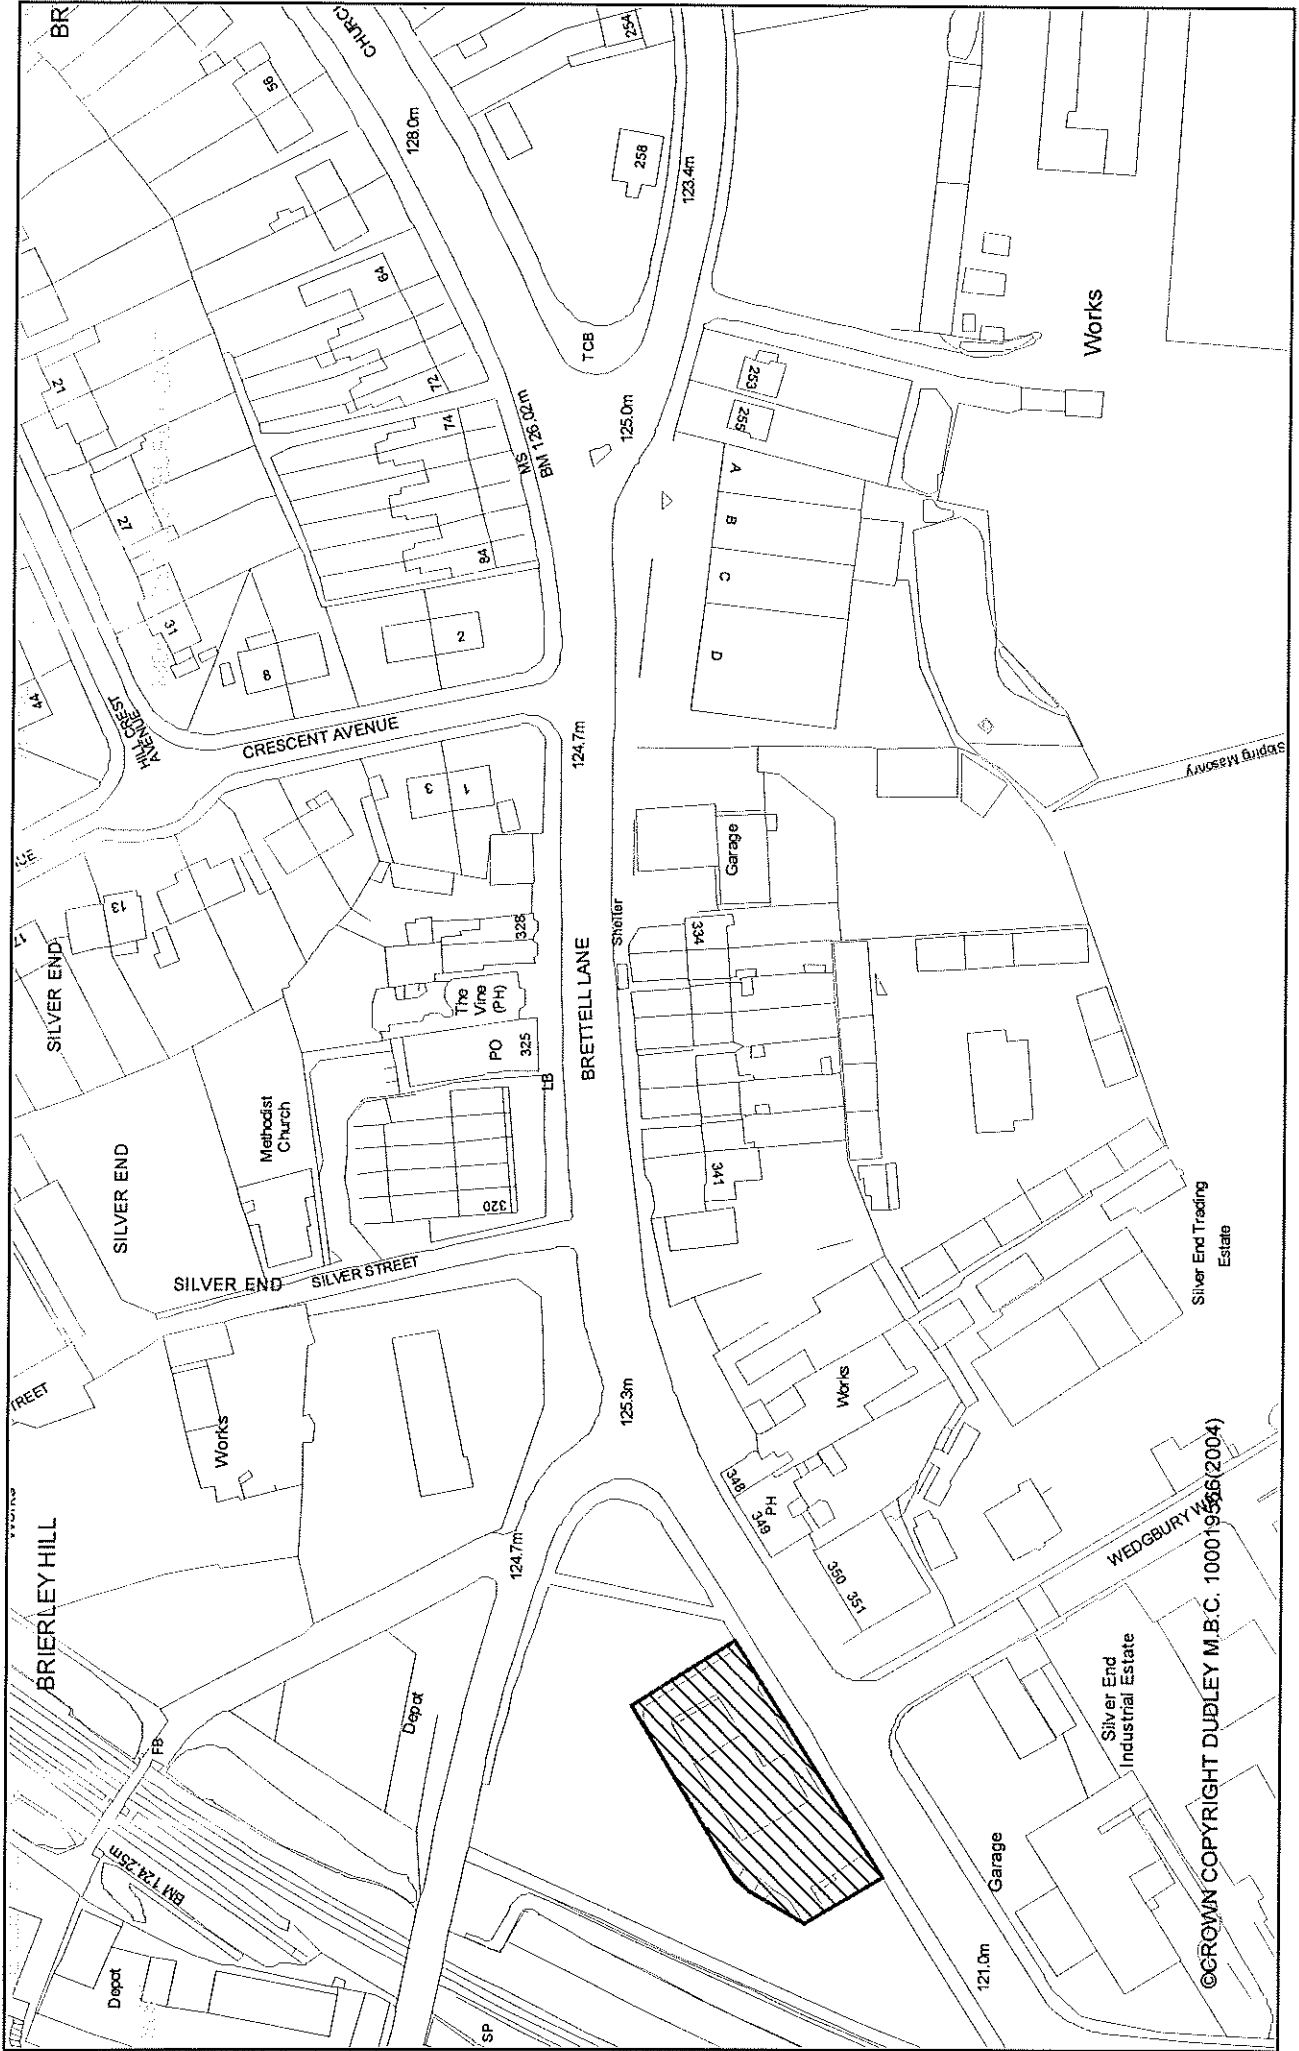 BRIERLEY HILL
BM 124.25m
Depot
FB
SP
Depot
124.7m
Works
SILVER END
SILVER STREET
SILVER END
SILVER END
Methodist
Church
320
LB
PO
325
The
Vine
(PH)
328
1
3
13
17
CRESCENT AVENUE
HILL CREST
AVENUE
44
31
27
21
8
2
84
74
72
64
56
BR
MS
BM 126.02m
128.0m
TCB
254
258
123.4m
125.0m
124.7m
BRETTELL LANE
Shelter
125.3m
253
255
A
B
C
D
Works
Sloping Masonry
Garage
334
341
Works
348
PH
349
350
351
Silver End Trading
Estate
Silver End
Industrial Estate
Garage
121.0m
©CROWN COPYRIGHT DUDLEY M.B.C. 100019566(2004)